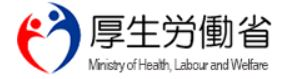 厚生労働省
Ministry of Health, Labour and Welfare